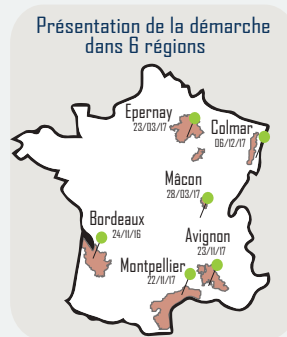 Présentation de la démarche
dans 6 régions
Epernay
23/03/17
Colmar
06/12/17
Mâcon
28/03/17
Bordeaux
24/11/16
Avignon
23/11/17
Montpellier
22/11/17